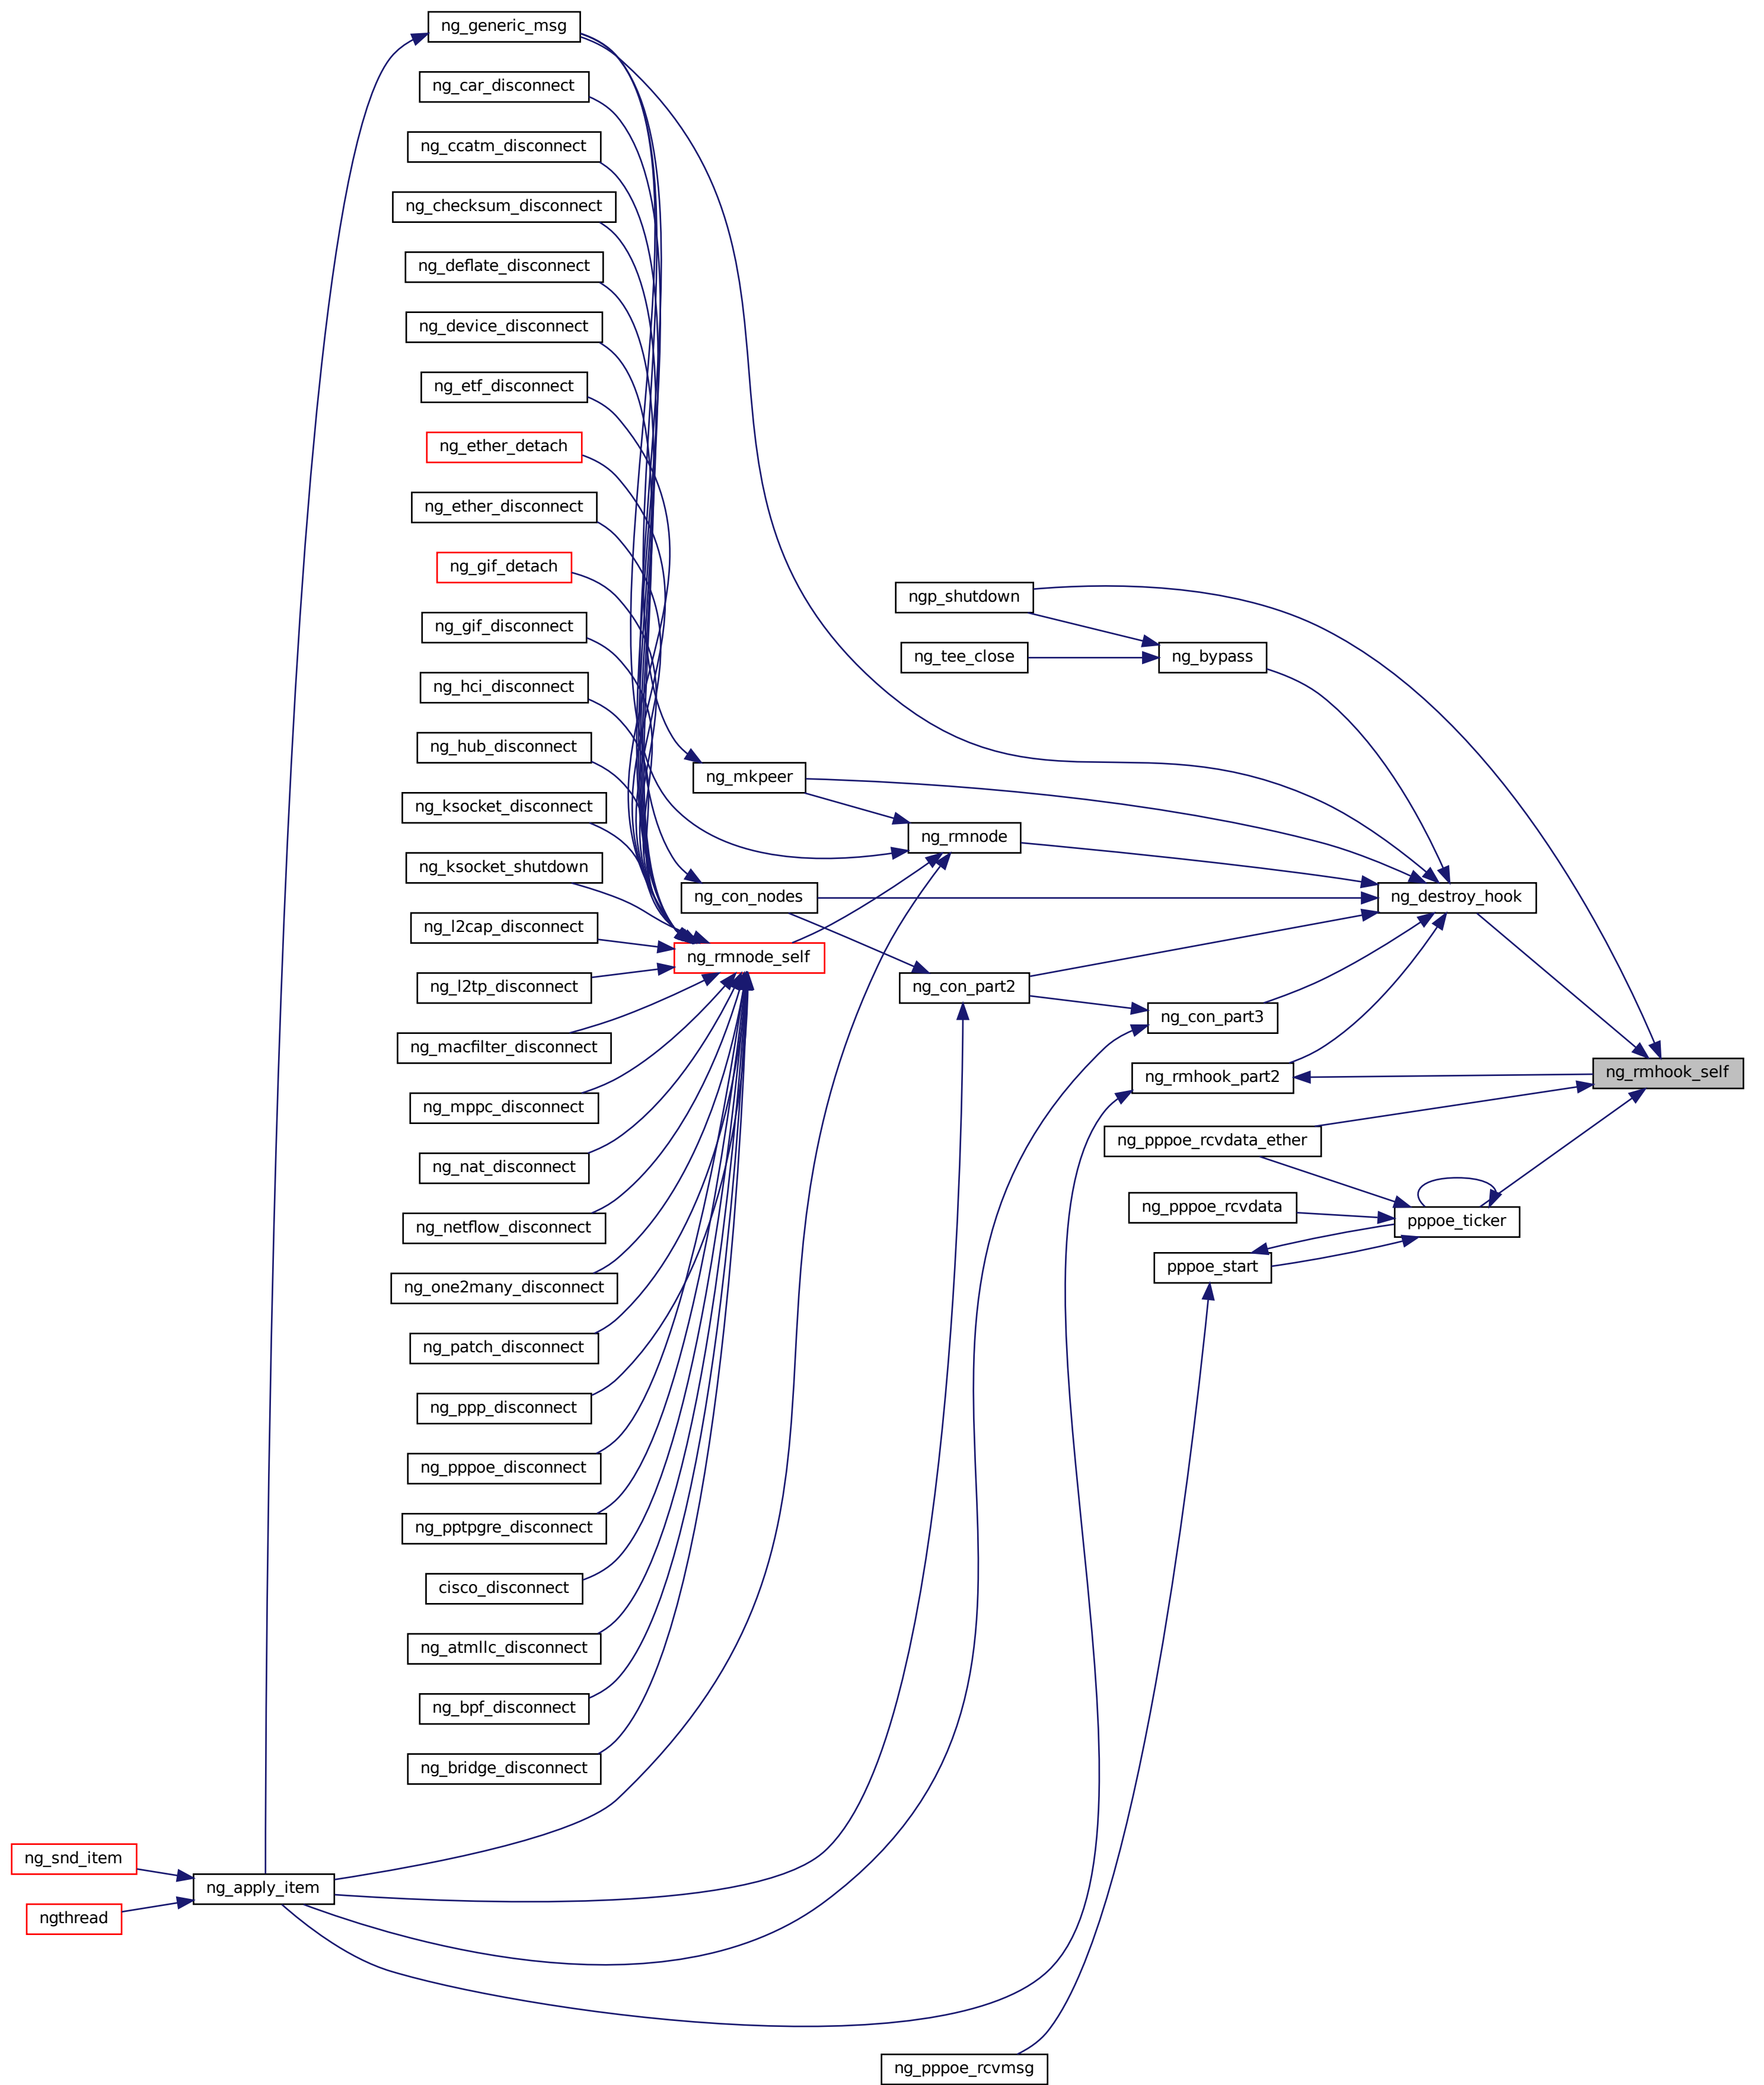 ng_generic_msg
ng_car_disconnect
ng_ccatm_disconnect
ng_checksum_disconnect
ng_deflate_disconnect
ng_device_disconnect
ng_etf_disconnect
ng_ether_detach
ng_ether_disconnect
ng_gif_detach
ng_gif_disconnect
ng_hci_disconnect
ng_hub_disconnect
ng_ksocket_disconnect
ng_ksocket_shutdown
ng_l2cap_disconnect
ng_l2tp_disconnect
ng_macfilter_disconnect
ng_mppc_disconnect
ng_nat_disconnect
ng_netflow_disconnect
ng_one2many_disconnect
ng_patch_disconnect
ng_ppp_disconnect
ng_pppoe_disconnect
ng_pptpgre_disconnect
cisco_disconnect
ng_atmllc_disconnect
ng_bpf_disconnect
ng_bridge_disconnect
ng_snd_item
ng_apply_item
ngthread
ng_mkpeer
ng_con_nodes
ng_rmnode_self
ngp_shutdown
ng_tee_close
ng_bypass
ng_rmnode
ng_con_part2
ng_destroy_hook
ng_con_part3
ng_rmhook_part2
ng_rmhook_self
ng_pppoe_rcvdata_ether
ng_pppoe_rcvdata
pppoe_ticker
pppoe_start
ng_pppoe_rcvmsg